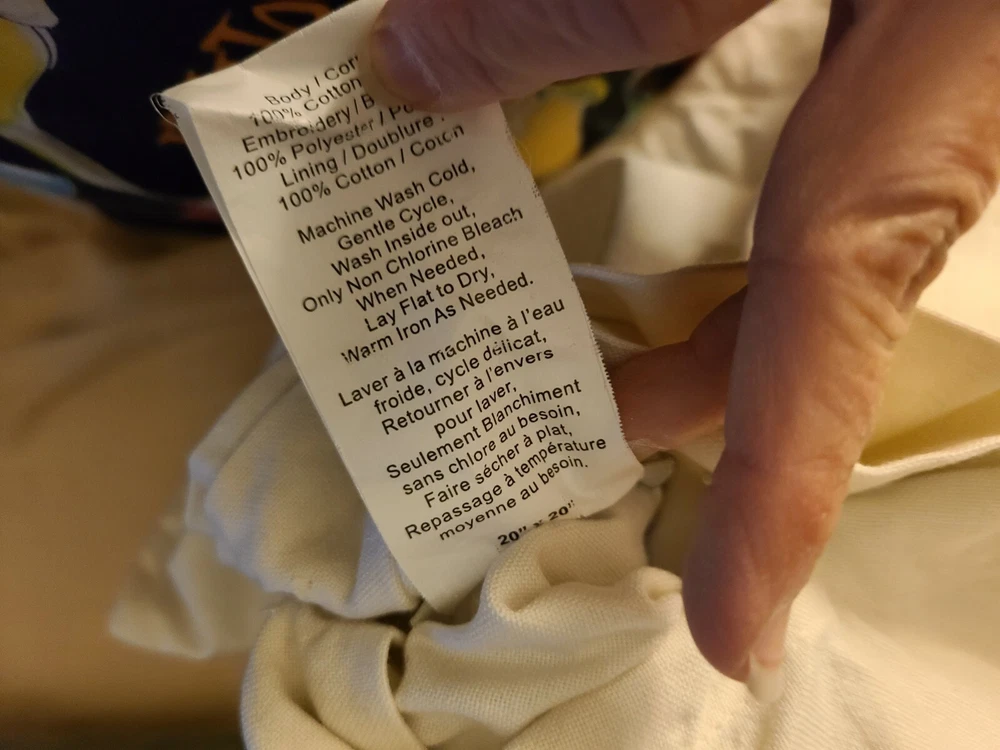 Body /
100% Cotton
Embroidery /
100% Polyester /
Lining / Doublure
100% Cotton / Coton
Machine Wash Cold,
Gentle Cycle,
Wash Inside out,
Only Non Chlorine Bleach
When Needed,
Lay Flat to Dry,
Warm Iron As Needed.
Laver à la machine à l'eau
froide, cycle délicat,
Retourner à l'envers
pour laver,
Seulement Blanchiment
sans chlore au besoin,
Faire sécher à plat,
Repassage à température
moyenne au besoin.
20" x 20"